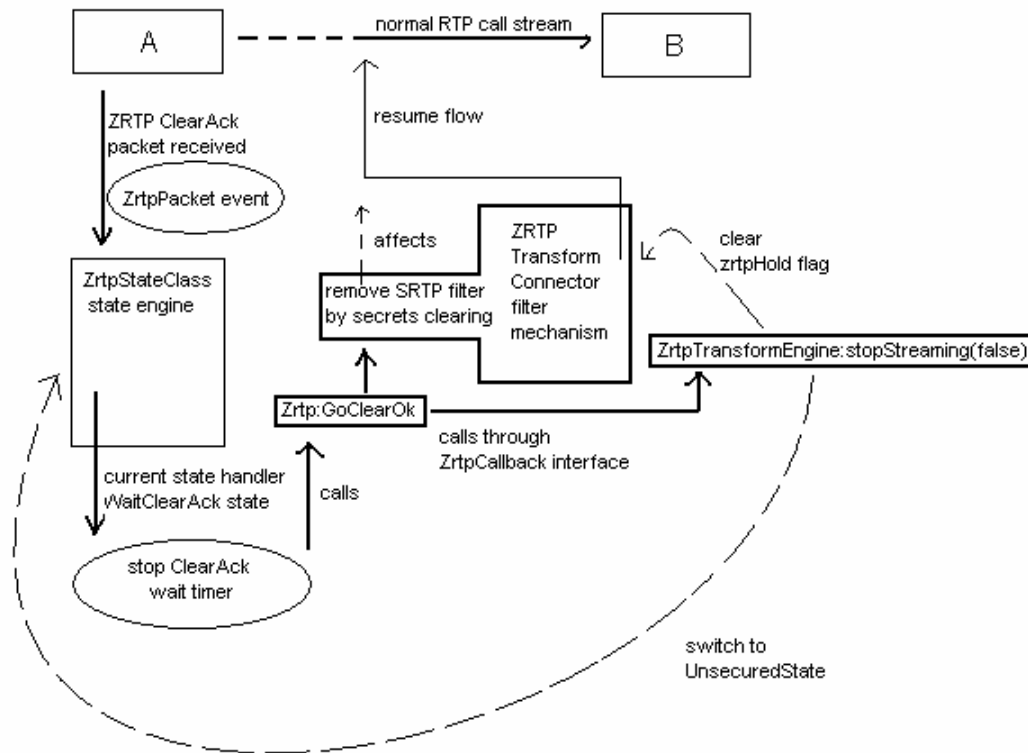 A
normal RTP call stream
B
ZRTP ClearAck
packet received
resume flow
ZrtpPacket event
affects
ZRTP
Transform
Connector
filter
mechanism
clear
zrtpHold flag
ZrtpStateClass
state engine
remove SRTP filter
by secrets clearing
ZrtpTransformEngine:stopStreaming(false)
Zrtp:GoClearOk
calls through
ZrtpCallback interface
current state handler
WaitClearAck state
calls
stop ClearAck
wait timer
switch to
UnsecuredState